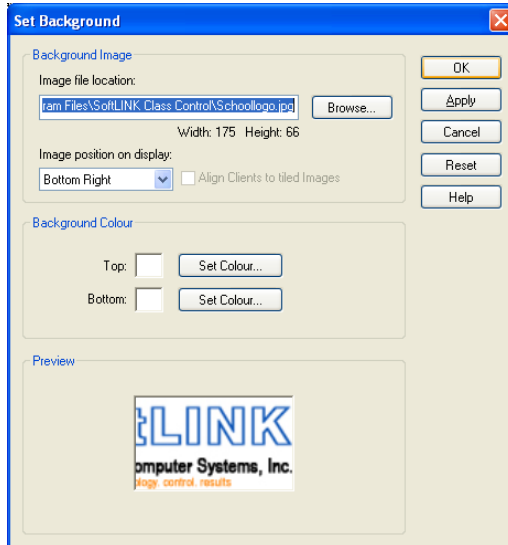 Set Background
Background Image
Image file location:
ram Files\SoftLINK Class Control\Schoollogo.jpg
Browse...
Width: 175 Height: 66
Image position on display:
Bottom Right
Align Clients to tiled Images
OK
Apply
Cancel
Reset
Help
Background Colour
Top:
Set Colour...
Bottom:
Set Colour...
Preview
tLINK
omputer Systems, Inc.
ology. control. results